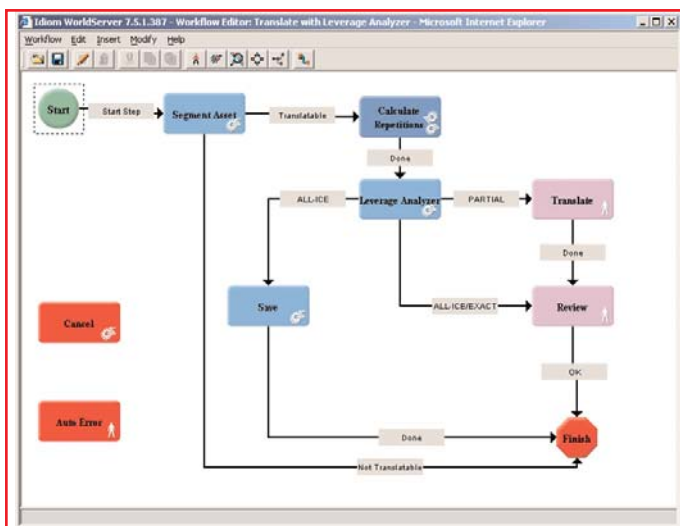 Idiom WorldServer 7.5.1.387 - Workflow Editor: Translate with Leverage Analyzer - Microsoft Internet Explorer
Workflow Edit Insert Modify Help
Start
Start Step
Segment Asset
Translatable
Calculate
Repetitions
Done
ALL-ICE
Leverage Analyzer
PARTIAL
Translate
Done
Save
ALL-ICE/EXACT
Review
Cancel
OK
Auto Error
Done
Finish
Not Translatable